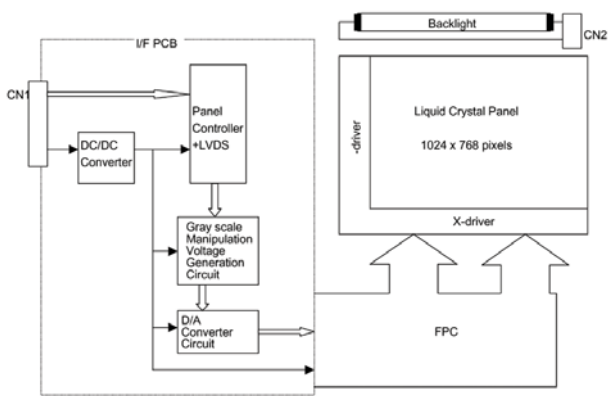 I/F PCB
CN1
Panel
Controller
+LVDS
DC/DC
Converter
Gray scale
Manipulation
Voltage
Generation
Circuit
D/A
Converter
Circuit
Backlight
CN2
-driver
Liquid Crystal Panel
1024 x 768 pixels
X-driver
FPC